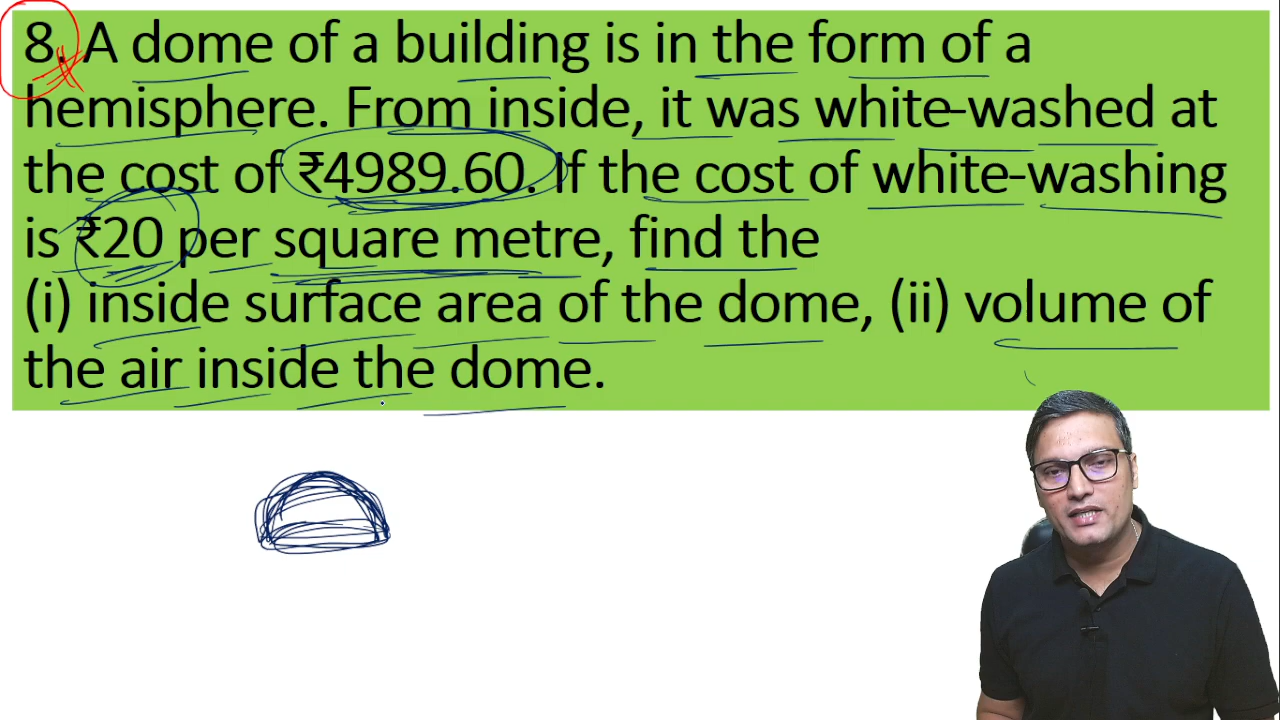 8. A dome of a building is in the form of a
hemisphere. From inside, it was white-washed at
the cost of ₹4989.60. If the cost of white-washing
is ₹20 per square metre, find the
(i) inside surface area of the dome, (ii) volume of
the air inside the dome.